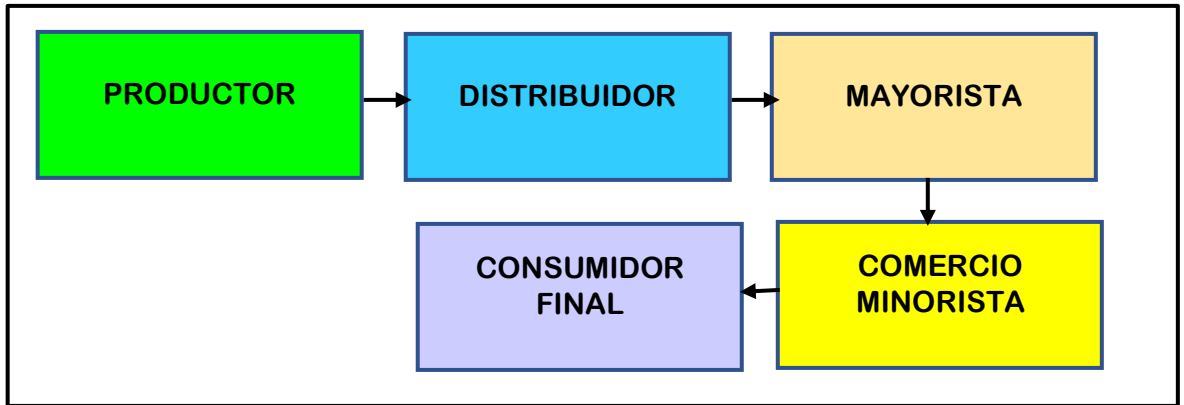 PRODUCTOR
DISTRIBUIDOR
MAYORISTA
COMERCIO
MINORISTA
CONSUMIDOR
FINAL